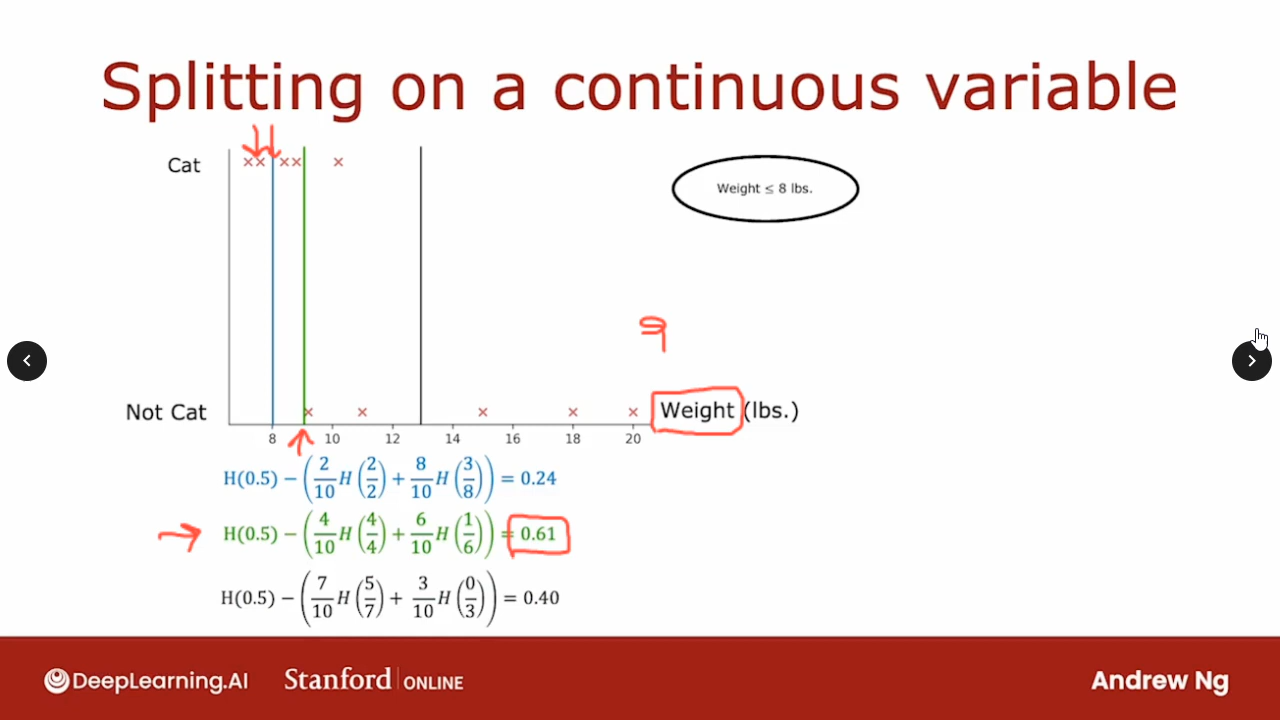 Splitting on a continuous variable
Cat
Weight ≤ 8 lbs.
9
Not Cat
Weight (lbs.)
8 10 12 14 16 18 20
H(0.5) − (2/10 H(2/2) + 8/10 H(3/8)) = 0.24
H(0.5) − (4/10 H(4/4) + 6/10 H(1/6)) = 0.61
H(0.5) − (7/10 H(5/7) + 3/10 H(0/3)) = 0.40
DeepLearning.AI Stanford | ONLINE Andrew Ng